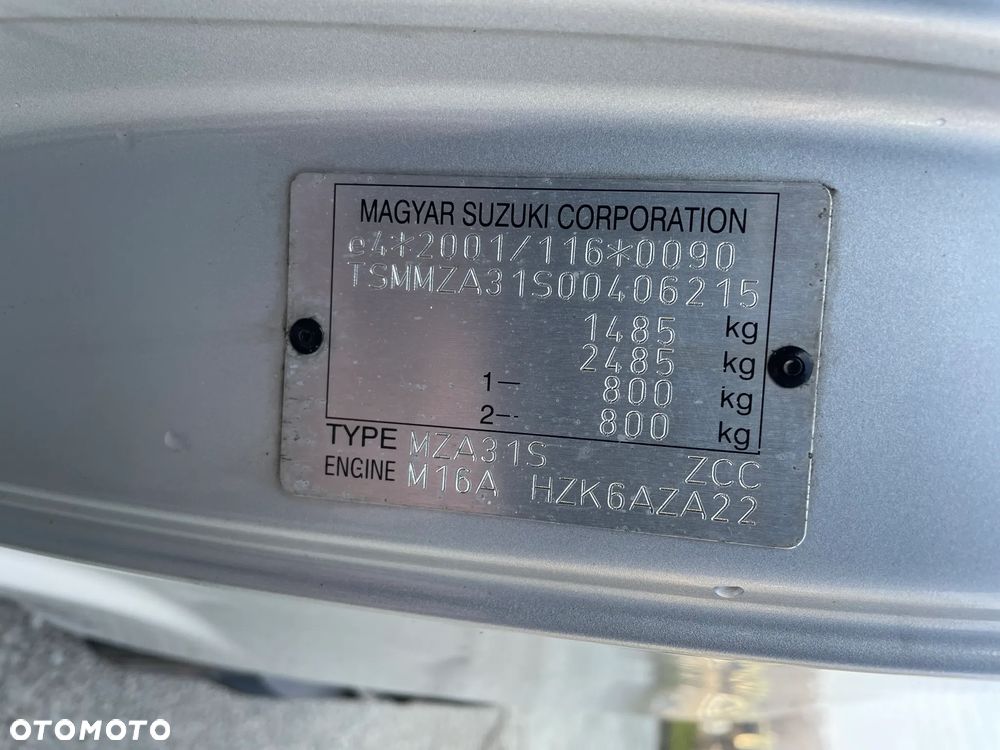 MAGYAR SUZUKI CORPORATION
e4*2001/116*0090
TSMMZA31S00406215
1485 kg
2485 kg
1– 800 kg
2–· 800 kg
TYPE MZA31S ZCC
ENGINE M16A HZK6AZA22
OTOMOTO